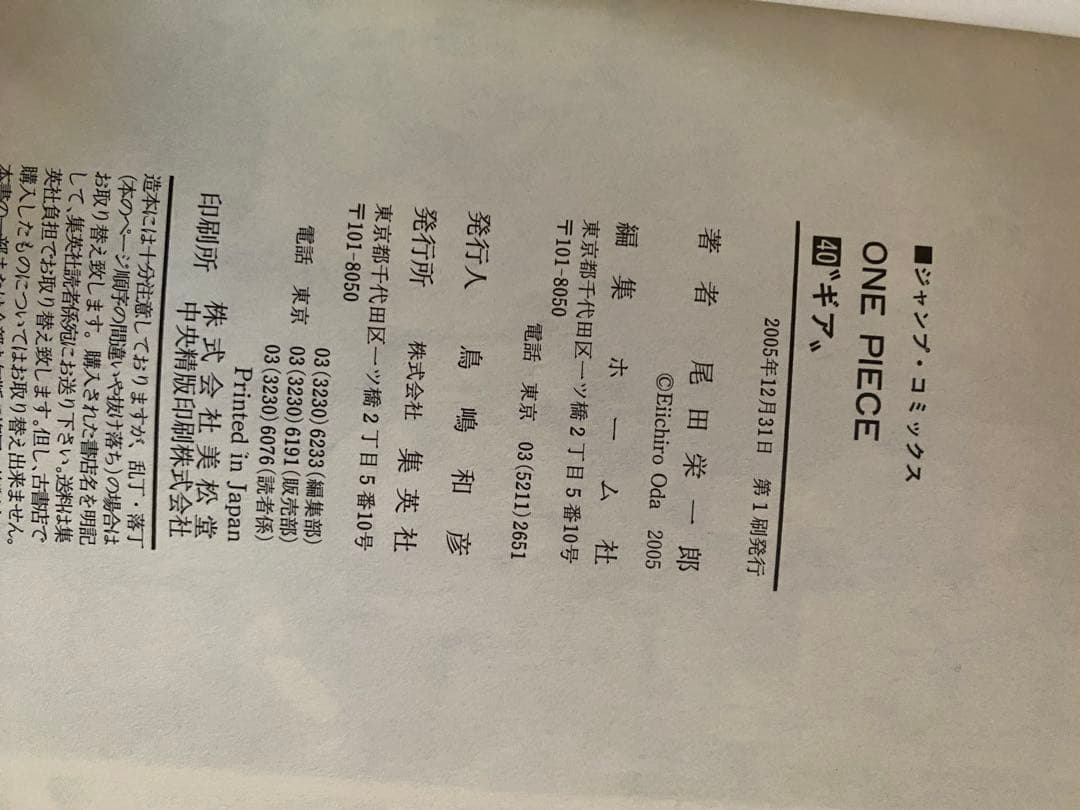 ■ジャンプ・コミックス
ONE PIECE
40 〝ギア〟
2005年12月31日 第1刷発行
著者 尾田栄一郎
©Eiichiro Oda 2005
編集 ホーム社
東京都千代田区一ツ橋2丁目5番10号
〒101-8050
電話 東京 03(5211)2651
発行人 鳥嶋和彦
発行所 株式会社 集英社
東京都千代田区一ツ橋2丁目5番10号
〒101-8050
03(3230)6233(編集部)
電話 東京 03(3230)6191(販売部)
03(3230)6076(読者係)
Printed in Japan
印刷所 株式会社美松堂
中央精版印刷株式会社
造本には十分注意しておりますが、乱丁・落丁
(本のページ順序の間違いや抜け落ち)の場合は
お取り替え致します。購入された書店名を明記
して、集英社読者係宛にお送り下さい。送料は集
英社負担でお取り替え致します。但し、古書店で
購入したものについてはお取り替え出来ません。